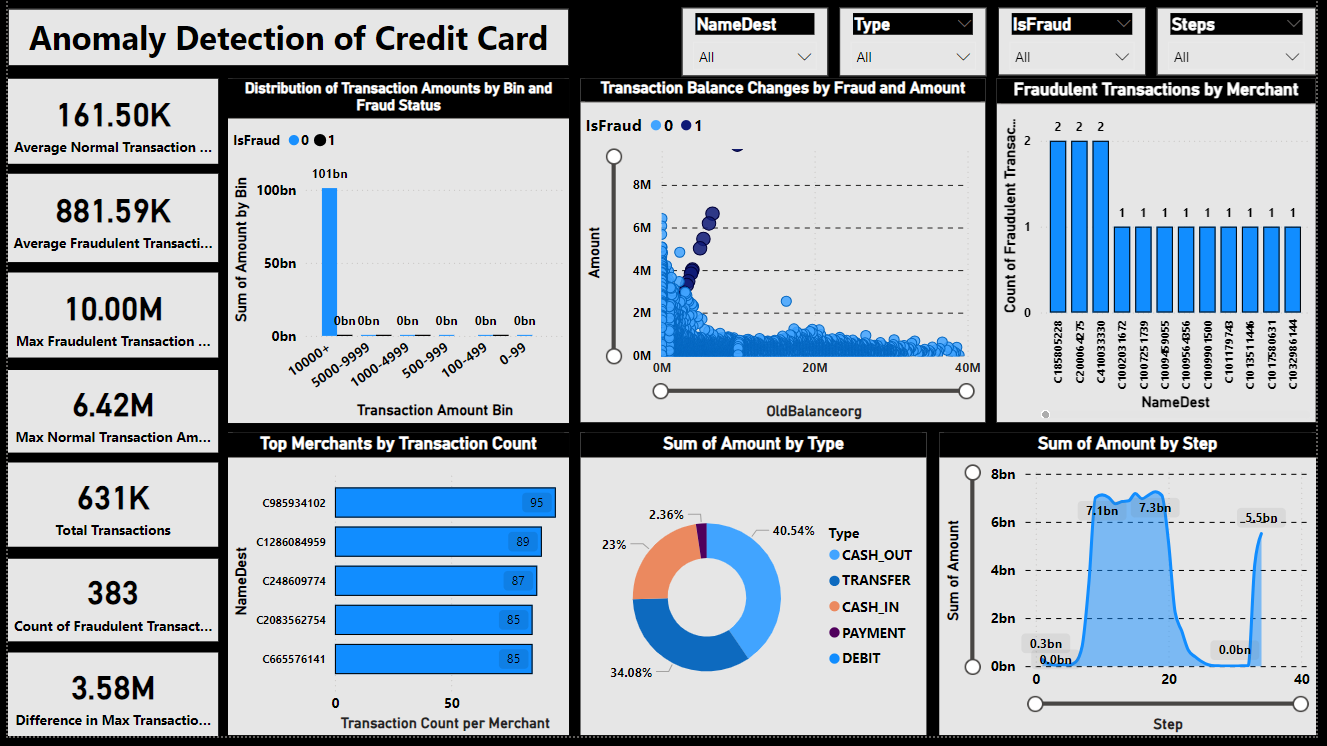 Anomaly Detection of Credit Card
NameDest
All
Type
All
IsFraud
All
Steps
All
161.50K
Average Normal Transaction ...
881.59K
Average Fraudulent Transacti...
10.00M
Max Fraudulent Transaction ...
6.42M
Max Normal Transaction Am...
631K
Total Transactions
383
Count of Fraudulent Transact...
3.58M
Difference in Max Transactio...
Distribution of Transaction Amounts by Bin and
Fraud Status
IsFraud 0 1
Sum of Amount by Bin
100bn
50bn
0bn
101bn
0bn 0bn 0bn 0bn 0bn 0bn
10000+
5000-9999
1000-4999
500-999
100-499
0-99
Transaction Amount Bin
Transaction Balance Changes by Fraud and Amount
IsFraud 0 1
Amount
8M
6M
4M
2M
0M
0M 20M 40M
OldBalanceorg
Fraudulent Transactions by Merchant
Count of Fraudulent Transac...
2
1
0
2 2 2 1 1 1 1 1 1 1 1 1
C185805228
C20064275
C41003330
C1002031672
C1007251739
C1009459055
C1009564356
C1009901500
C101179743
C1013511446
C1017580631
C1032986144
NameDest
Top Merchants by Transaction Count
NameDest
C985934102 95
C1286084959 89
C248609774 87
C2083562754 85
C665576141 85
0 50
Transaction Count per Merchant
Sum of Amount by Type
2.36%
40.54%
23%
34.08%
Type
CASH_OUT
TRANSFER
CASH_IN
PAYMENT
DEBIT
Sum of Amount by Step
Sum of Amount
8bn
6bn
4bn
2bn
0bn
7.1bn
7.3bn
5.5bn
0.3bn
0.0bn
0.0bn
0 20 40
Step